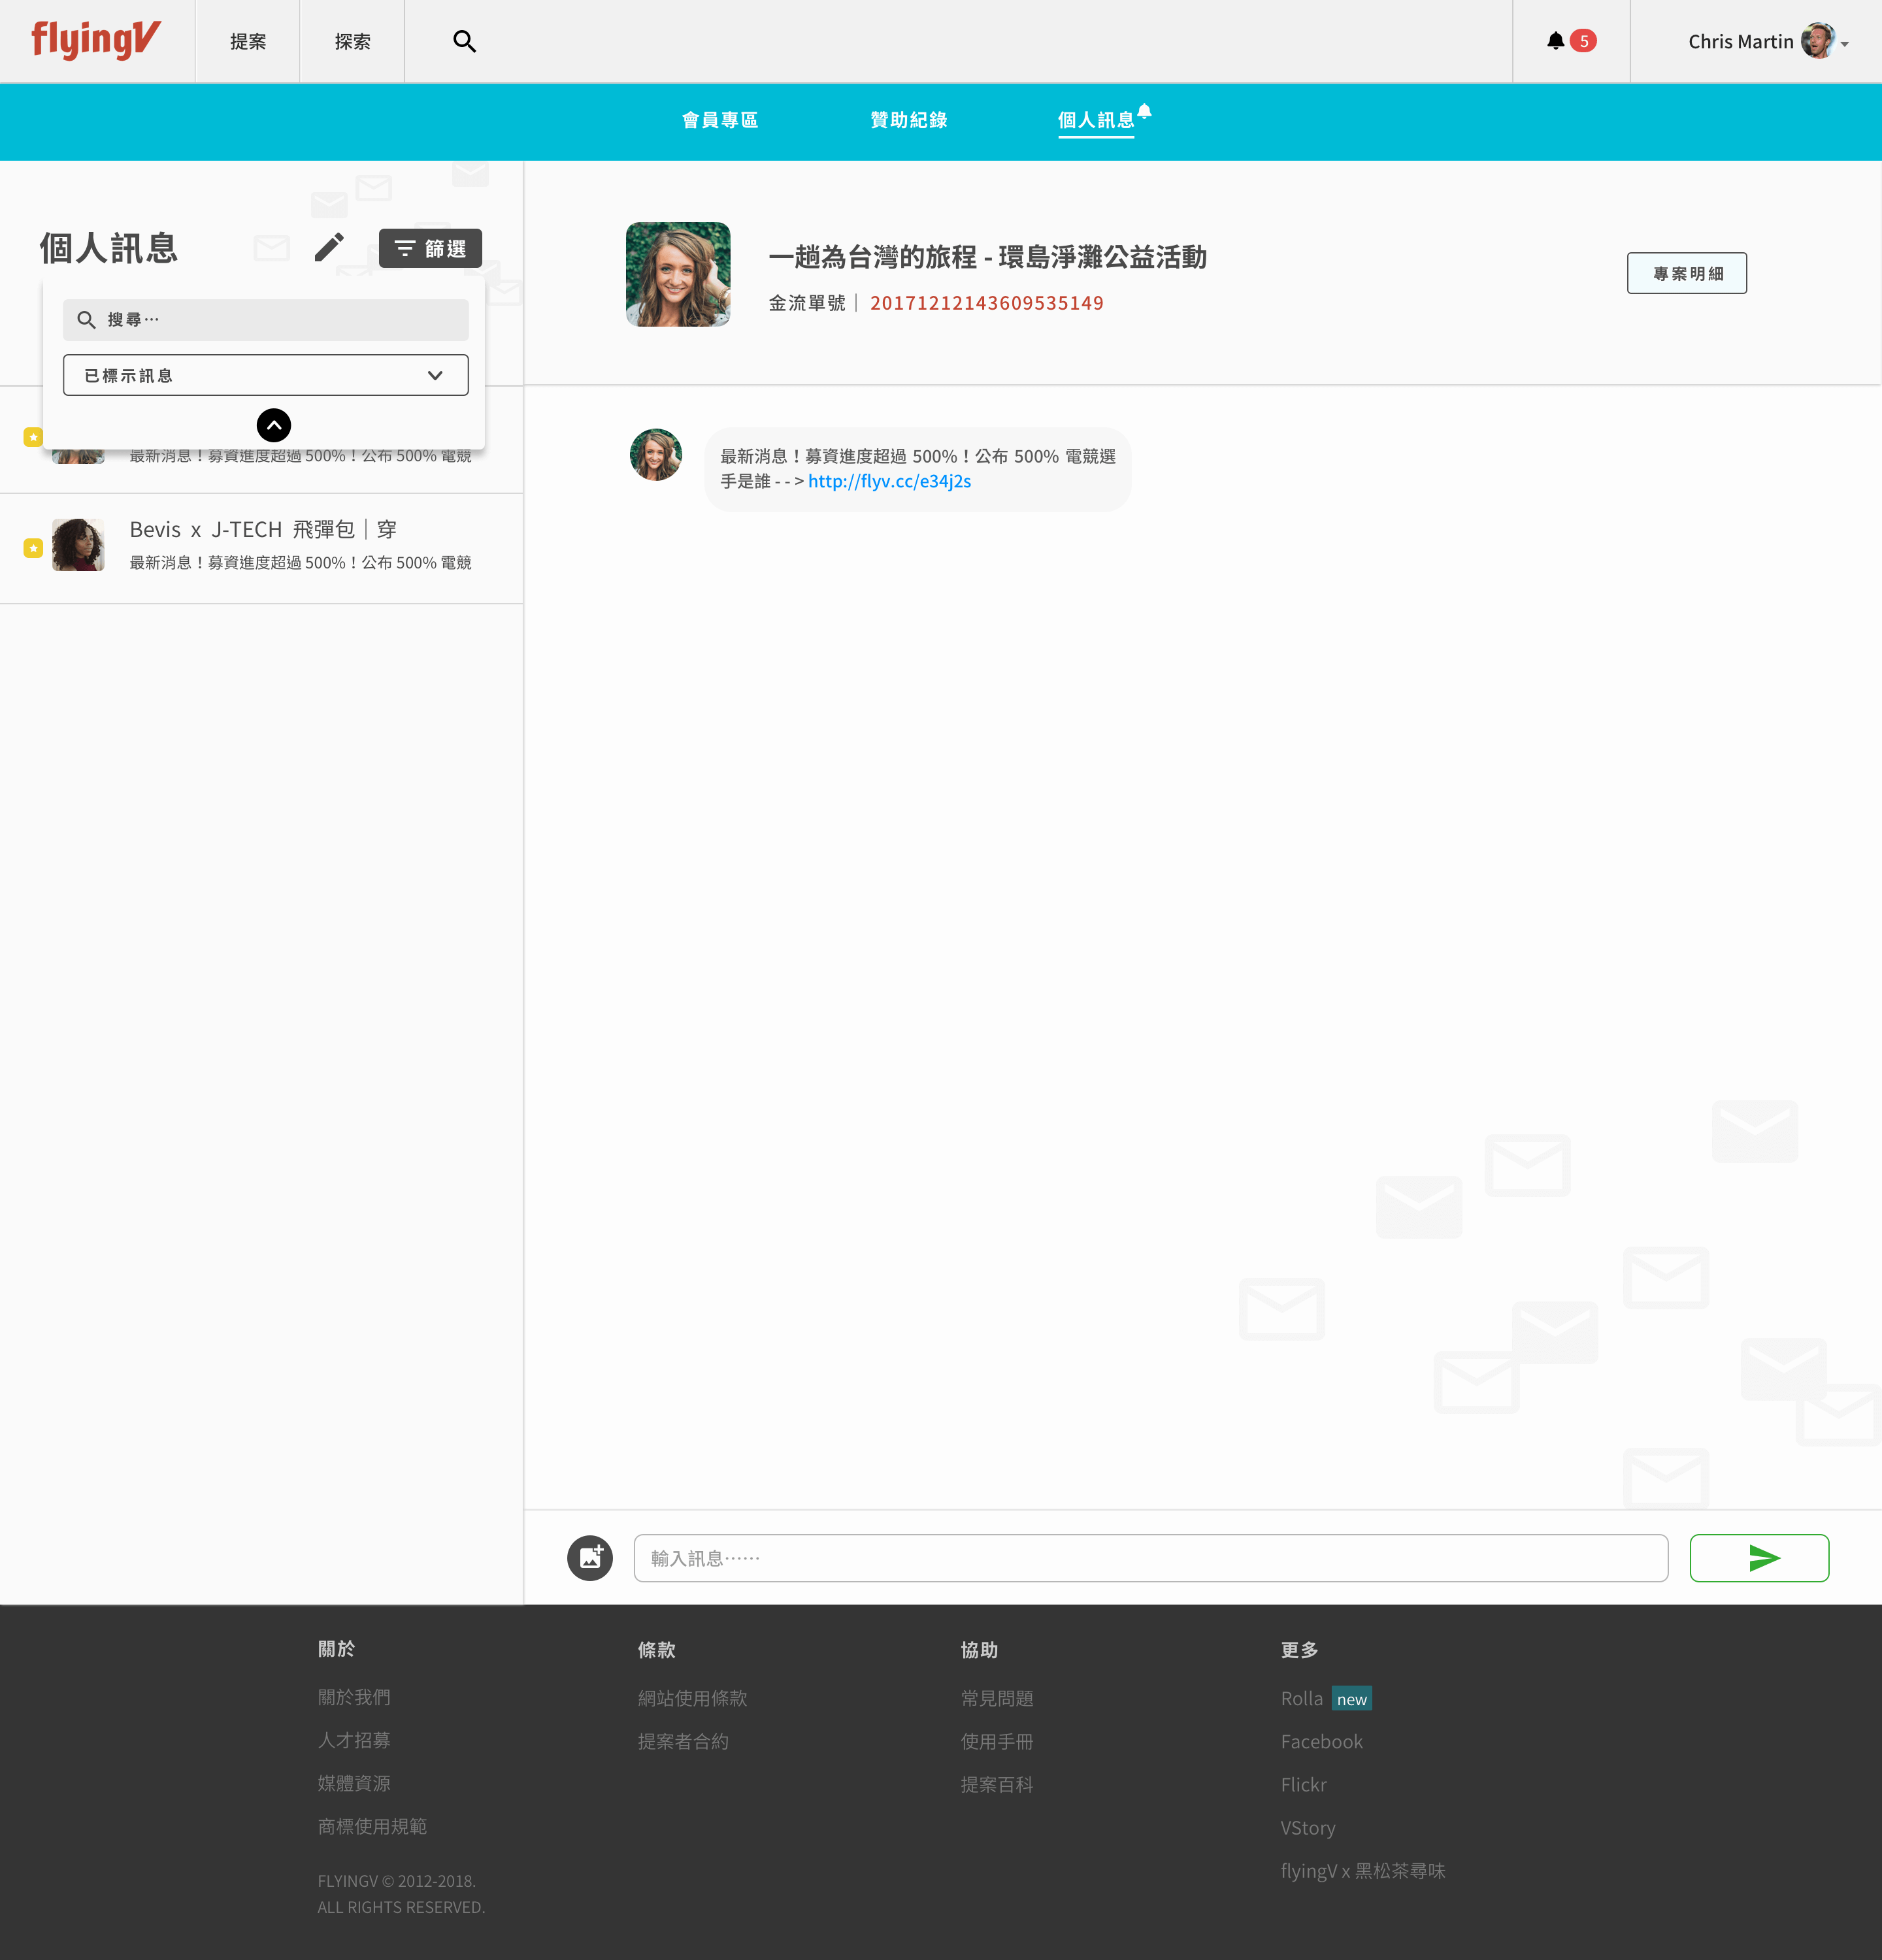 flyingV
提案
探索
5
Chris Martin
會員專區
贊助紀錄
個人訊息
個人訊息
篩選
搜尋⋯
已標示訊息
最新消息！募資進度超過 500%！公布 500% 電競
Bevis x J-TECH 飛彈包｜穿
最新消息！募資進度超過 500%！公布 500% 電競
一趟為台灣的旅程 - 環島淨灘公益活動
金流單號｜ 20171212143609535149
專案明細
最新消息！募資進度超過 500%！公布 500% 電競選
手是誰 - - > http://flyv.cc/e34j2s
輸入訊息⋯⋯
關於
關於我們
人才招募
媒體資源
商標使用規範
FLYINGV © 2012-2018.
ALL RIGHTS RESERVED.
條款
網站使用條款
提案者合約
協助
常見問題
使用手冊
提案百科
更多
Rolla new
Facebook
Flickr
VStory
flyingV x 黑松茶尋味